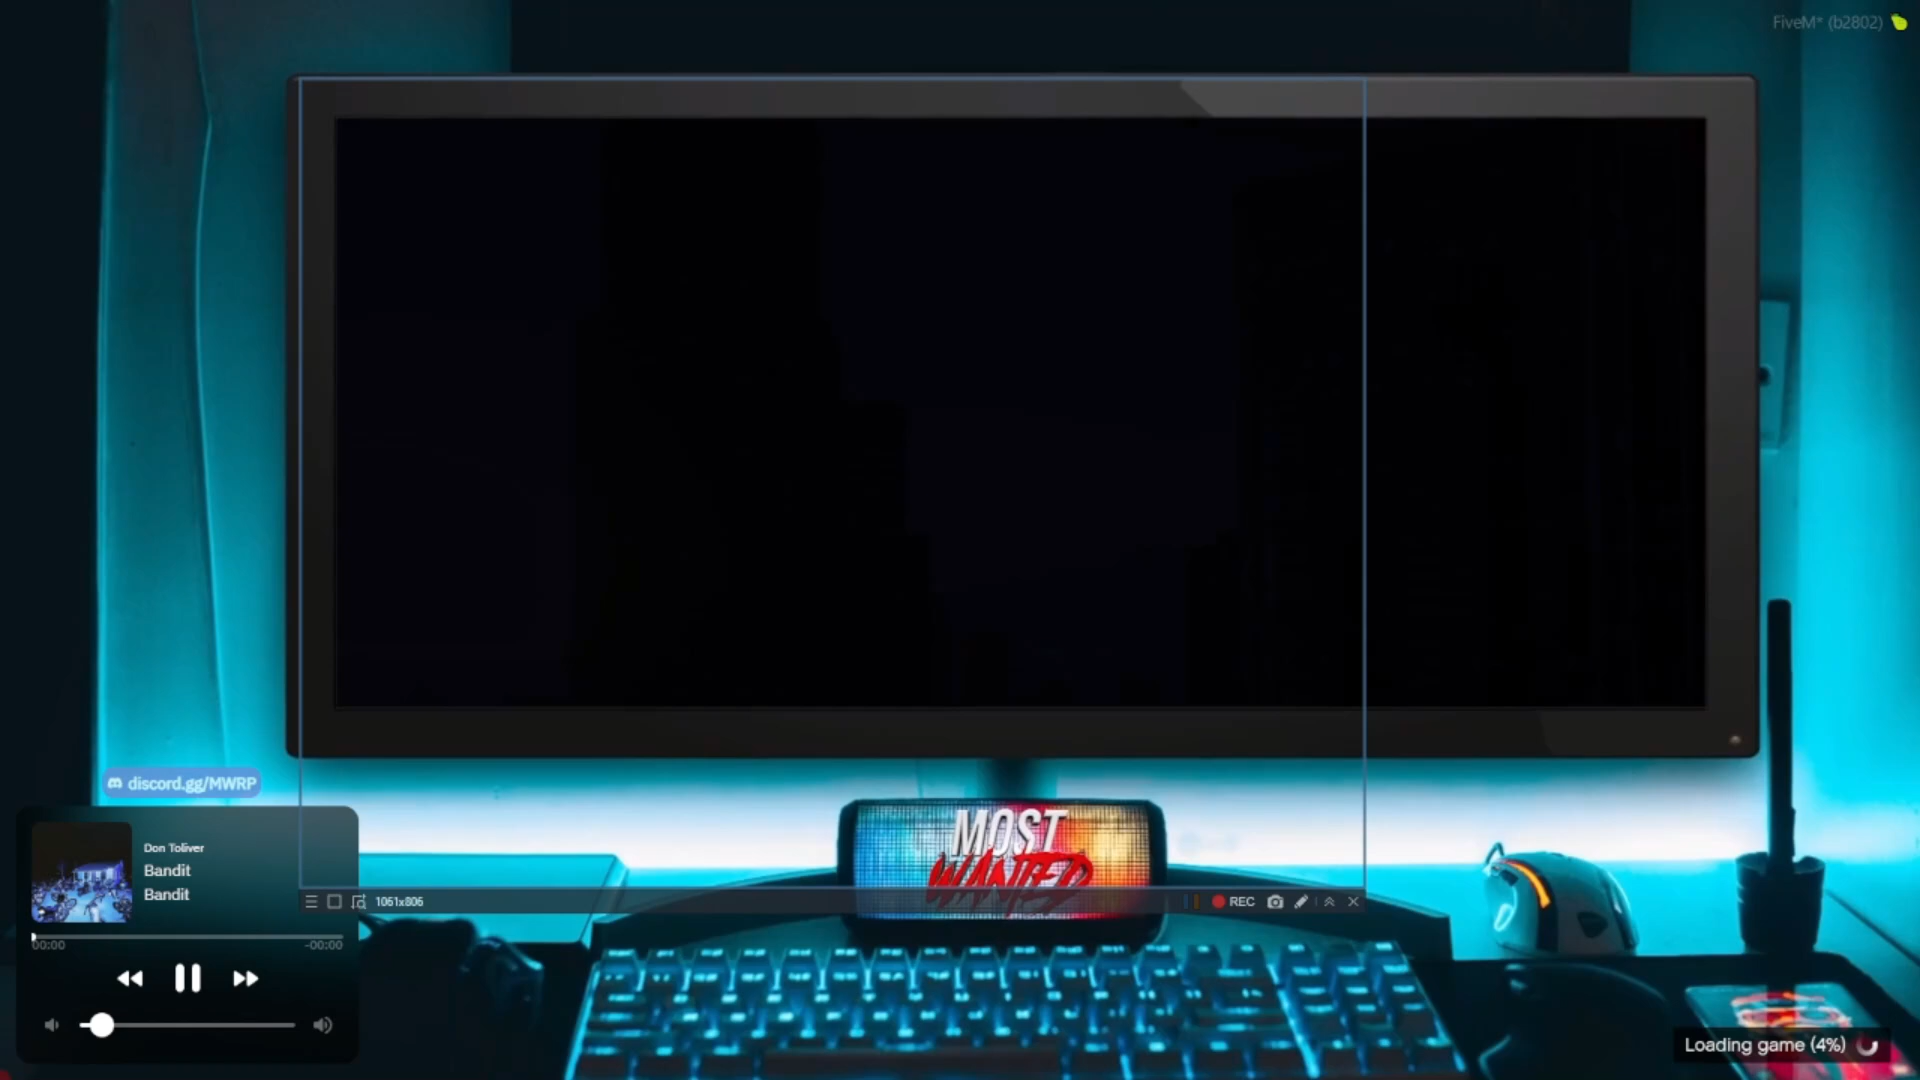 FiveM* (b2802)
discord.gg/MWRP
Don Toliver
Bandit
Bandit
00:00
-00:00
MOST
WANTED
1061x806
REC
Loading game (4%)